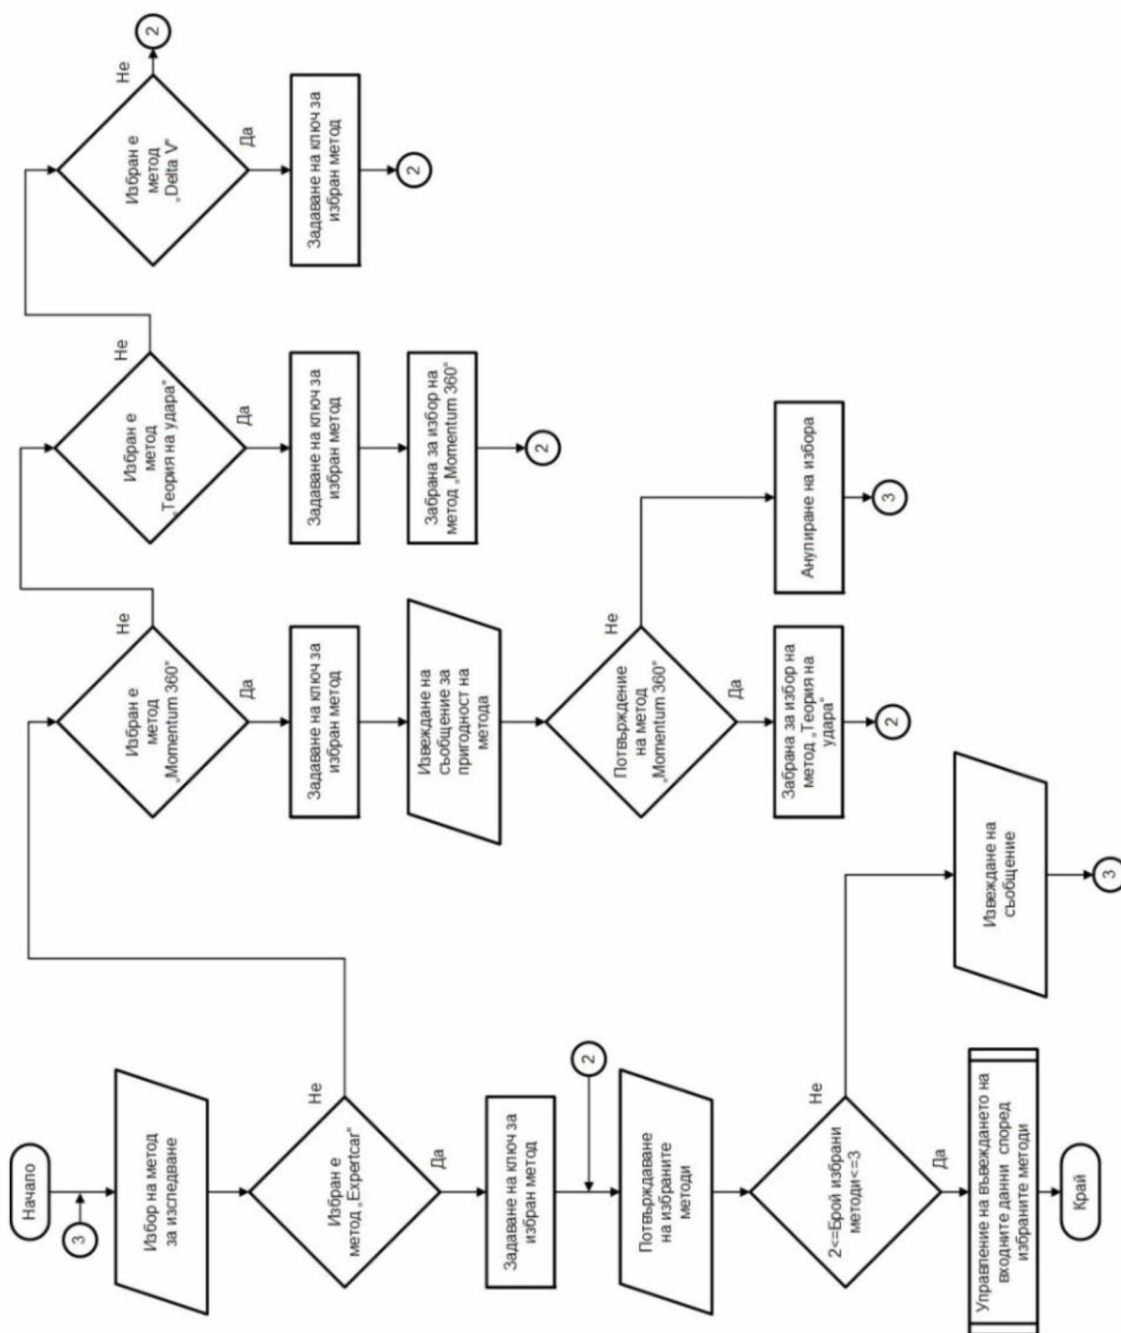 Начало
3
Избор на метод
за изследване
Избран е
метод „Expertcar“
Не
Да
Задаване на ключ за
избран метод
2
Потвърждаване
на избраните
методи
2<=Брой избрани
методи<=3
Не
Да
Управление на въвеждането на
входните данни според
избраните методи
Край
Извеждане на
съобщение
3
Избран е
метод
„Momentum 360“
Не
Да
Задаване на ключ за
избран метод
Извеждане на
съобщение за
пригодност на
метода
Потвърждение
на метод
„Momentum 360“
Не
Да
Забрана за избор на
метод „Теория на
удара“
2
Анулиране на избора
3
Избран е
метод
„Теория на удара“
Не
Да
Задаване на ключ за
избран метод
Забрана за избор на
метод „Momentum 360“
2
Избран е
метод
„Delta V“
Не
2
Да
Задаване на ключ за
избран метод
2